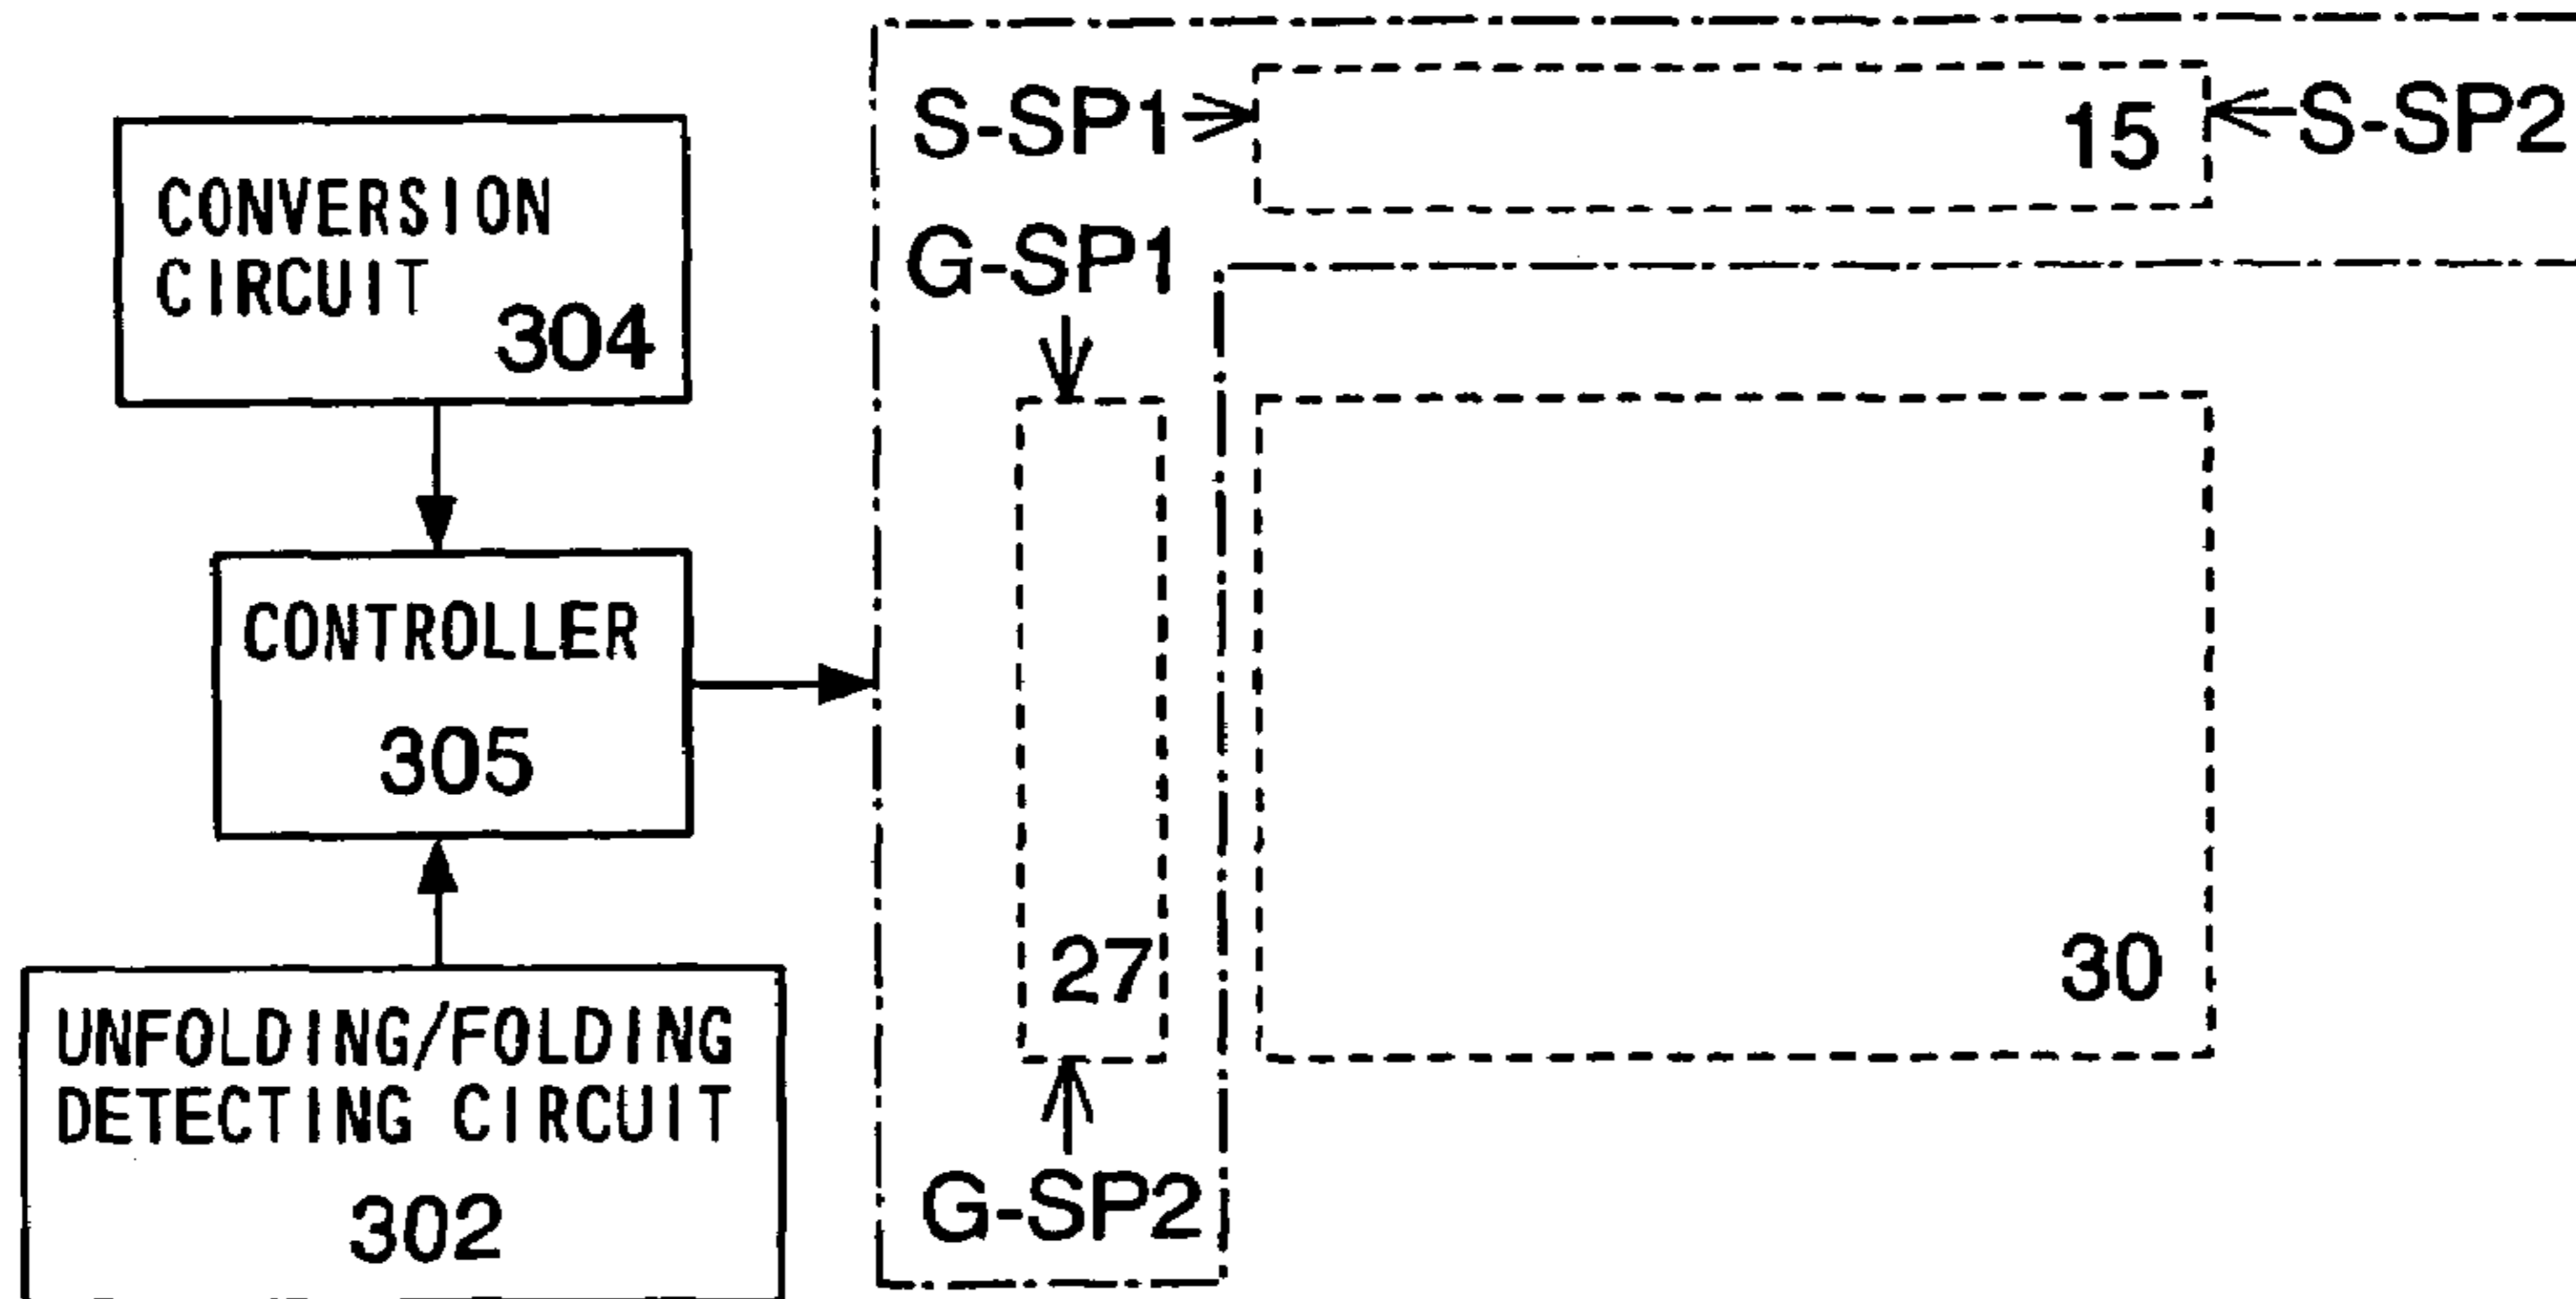 CONVERSION
CIRCUIT
304
CONTROLLER
305
UNFOLDING/FOLDING
DETECTING CIRCUIT
302
S-SP1
15
S-SP2
G-SP1
27
G-SP2
30